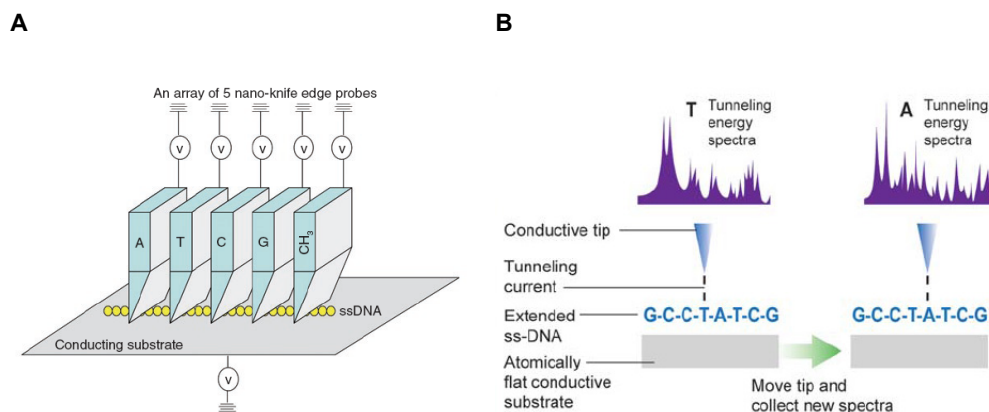 A
An array of 5 nano-knife edge probes
V V V V V
A T C G CH3
ssDNA
Conducting substrate
V
B
T Tunneling
energy
spectra
A Tunneling
energy
spectra
Conductive tip
Tunneling
current
Extended
ss-DNA
G-C-C-T-A-T-C-G
G-C-C-T-A-T-C-G
Atomically
flat conductive
substrate
Move tip and
collect new spectra